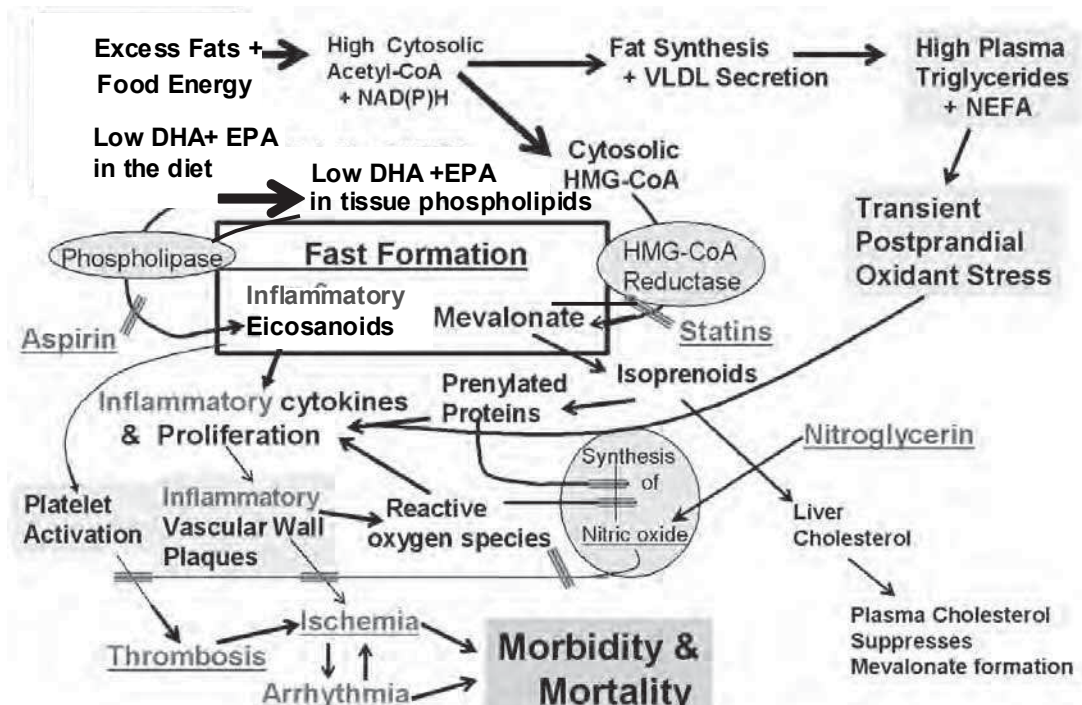 Excess Fats +
Food Energy
High Cytosolic
Acetyl-CoA
+ NAD(P)H
Fat Synthesis
+ VLDL Secretion
High Plasma
Triglycerides
+ NEFA
Low DHA+ EPA
in the diet
Low DHA +EPA
in tissue phospholipids
Cytosolic
HMG-CoA
Transient
Postprandial
Oxidant Stress
Phospholipase
Fast Formation
HMG-CoA
Reductase
Inflammatory
Eicosanoids
Mevalonate
Aspirin
Statins
Isoprenoids
Prenylated
Proteins
Inflammatory cytokines
& Proliferation
Nitroglycerin
Synthesis
of
Nitric oxide
Platelet
Activation
Inflammatory
Vascular Wall
Plaques
Reactive
oxygen species
Liver
Cholesterol
Plasma Cholesterol
Suppresses
Mevalonate formation
Ischemia
Thrombosis
Arrhythmia
Morbidity &
Mortality